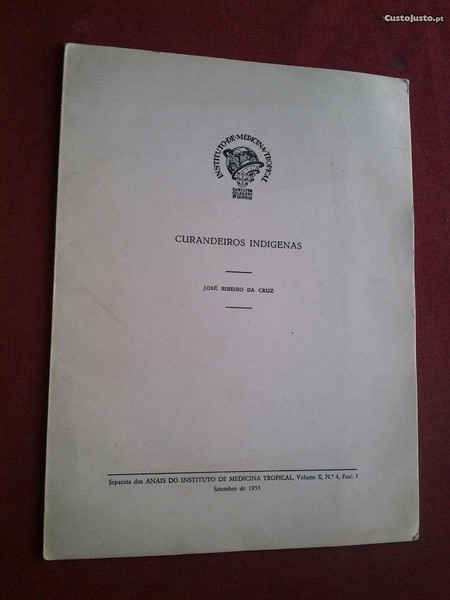 CustoJusto.pt
INSTITUTO·DE·MEDICINA·TROPICAL
CURANDEIROS INDIGENAS
JOSÉ RIBEIRO DA CRUZ
Separata dos ANAIS DO INSTITUTO DE MEDICINA TROPICAL, Volume X, N.º 4, Fasc. I
Setembro de 1953